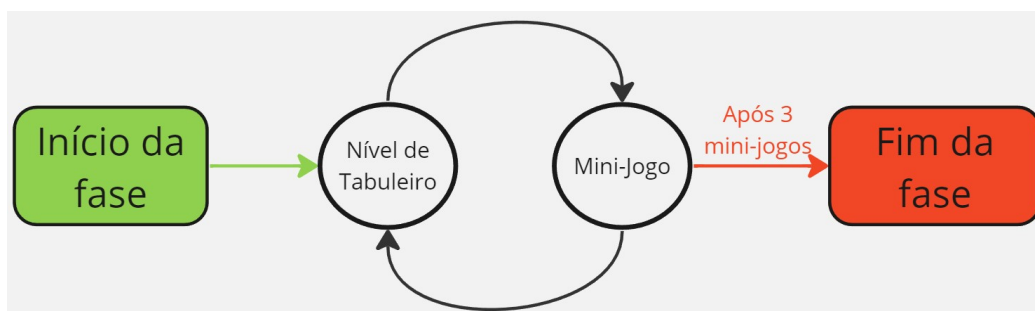 Início da
fase
Nível de
Tabuleiro
Mini-Jogo
Após 3
mini-jogos
Fim da
fase